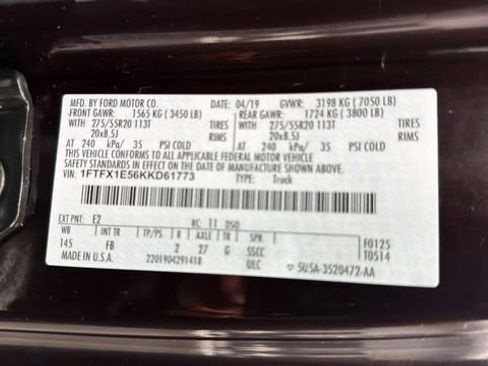 MFD. BY FORD MOTOR CO. DATE: 04/19 GVWR: 3198 KG (7050 LB)
FRONT GAWR: 1565 KG (3450 LB) REAR GAWR: 1724 KG (3800 LB)
WITH 275/55R20 113T TIRES WITH 275/55R20 113T TIRES
20x8.5J RIMS 20x8.5J RIMS
AT 240 kPa/ 35 PSI COLD AT 240 kPa/ 35 PSI COLD
THIS VEHICLE CONFORMS TO ALL APPLICABLE FEDERAL MOTOR VEHICLE
SAFETY STANDARDS IN EFFECT ON THE DATE OF MANUFACTURE SHOWN ABOVE.
VIN: 1FTFX1E56KKD61773 TYPE: Truck
EXT PNT: E2 RC: 11 DSO:
WB INT TR TP/PS R AXLE TR SPR
145 FB 2 27 G SSCC F0125
MADE IN U.S.A. 2201904291418 ULC T0514
5U5A-3520472-AA